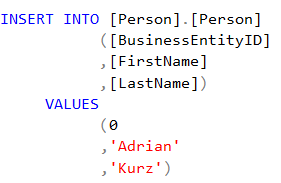 INSERT INTO [Person].[Person]
([BusinessEntityID]
,[FirstName]
,[LastName])
VALUES
(0
,'Adrian'
,'Kurz')